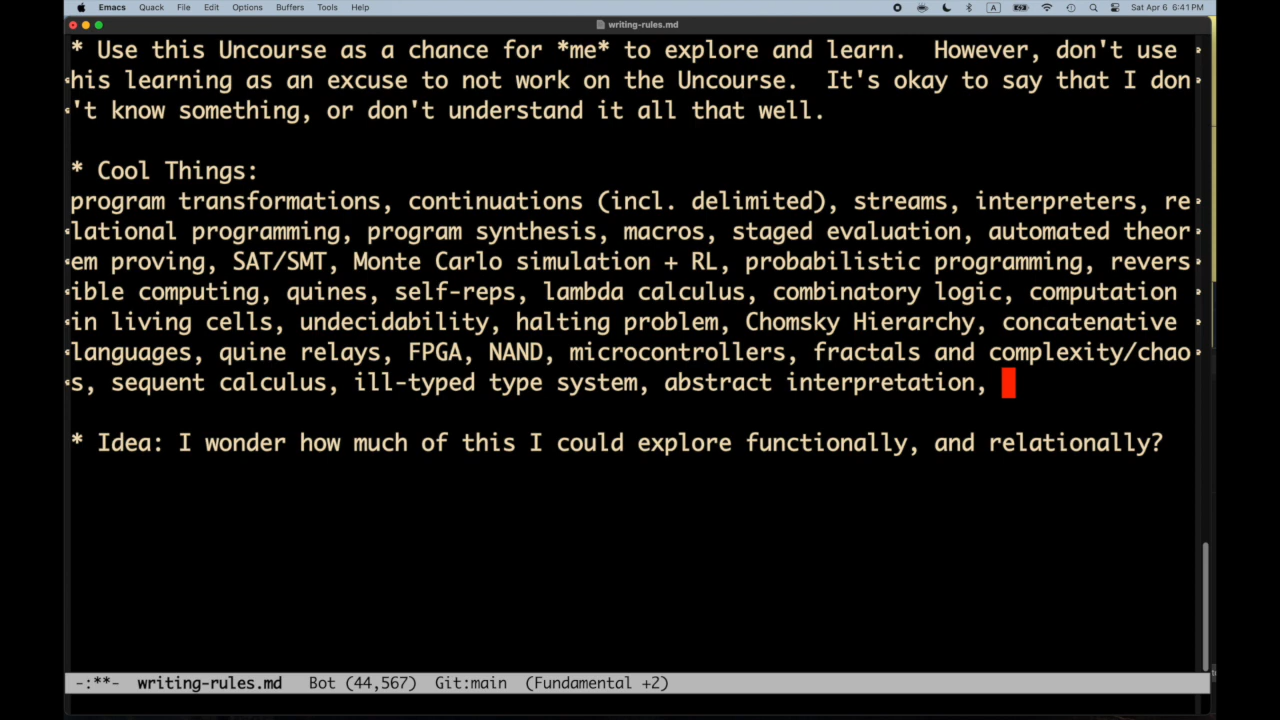 Emacs Quack File Edit Options Buffers Tools Help A Sat Apr 6 6:41 PM
writing-rules.md
* Use this Uncourse as a chance for *me* to explore and learn.  However, don't use
his learning as an excuse to not work on the Uncourse.  It's okay to say that I don
't know something, or don't understand it all that well.
* Cool Things:
program transformations, continuations (incl. delimited), streams, interpreters, re
lational programming, program synthesis, macros, staged evaluation, automated theor
em proving, SAT/SMT, Monte Carlo simulation + RL, probabilistic programming, revers
ible computing, quines, self-reps, lambda calculus, combinatory logic, computation
in living cells, undecidability, halting problem, Chomsky Hierarchy, concatenative
languages, quine relays, FPGA, NAND, microcontrollers, fractals and complexity/chao
s, sequent calculus, ill-typed type system, abstract interpretation,
* Idea: I wonder how much of this I could explore functionally, and relationally?
-:**-  writing-rules.md   Bot (44,567)  Git:main  (Fundamental +2)